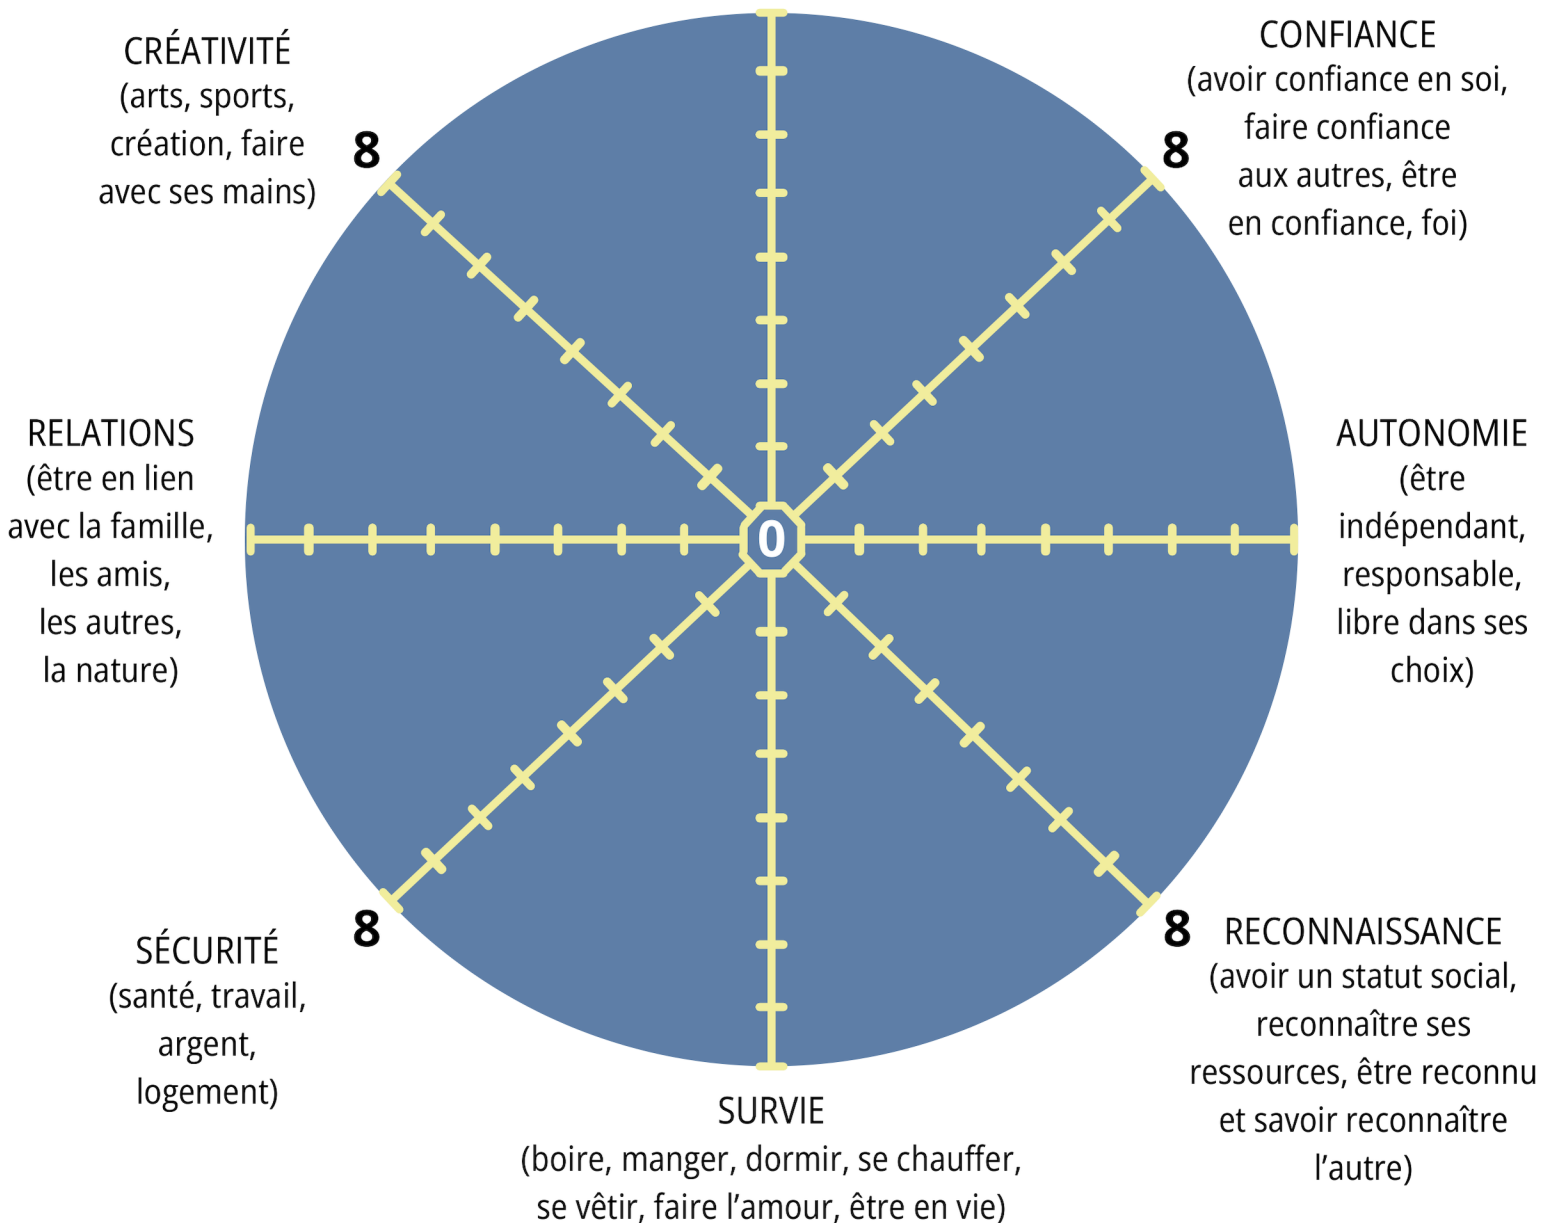 CRÉATIVITÉ
(arts, sports,
création, faire
avec ses mains)
8
CONFIANCE
(avoir confiance en soi,
faire confiance
aux autres, être
en confiance, foi)
8
RELATIONS
(être en lien
avec la famille,
les amis,
les autres,
la nature)
0
AUTONOMIE
(être
indépendant,
responsable,
libre dans ses
choix)
8
SÉCURITÉ
(santé, travail,
argent,
logement)
8
RECONNAISSANCE
(avoir un statut social,
reconnaître ses
ressources, être reconnu
et savoir reconnaître
l’autre)
SURVIE
(boire, manger, dormir, se chauffer,
se vêtir, faire l’amour, être en vie)